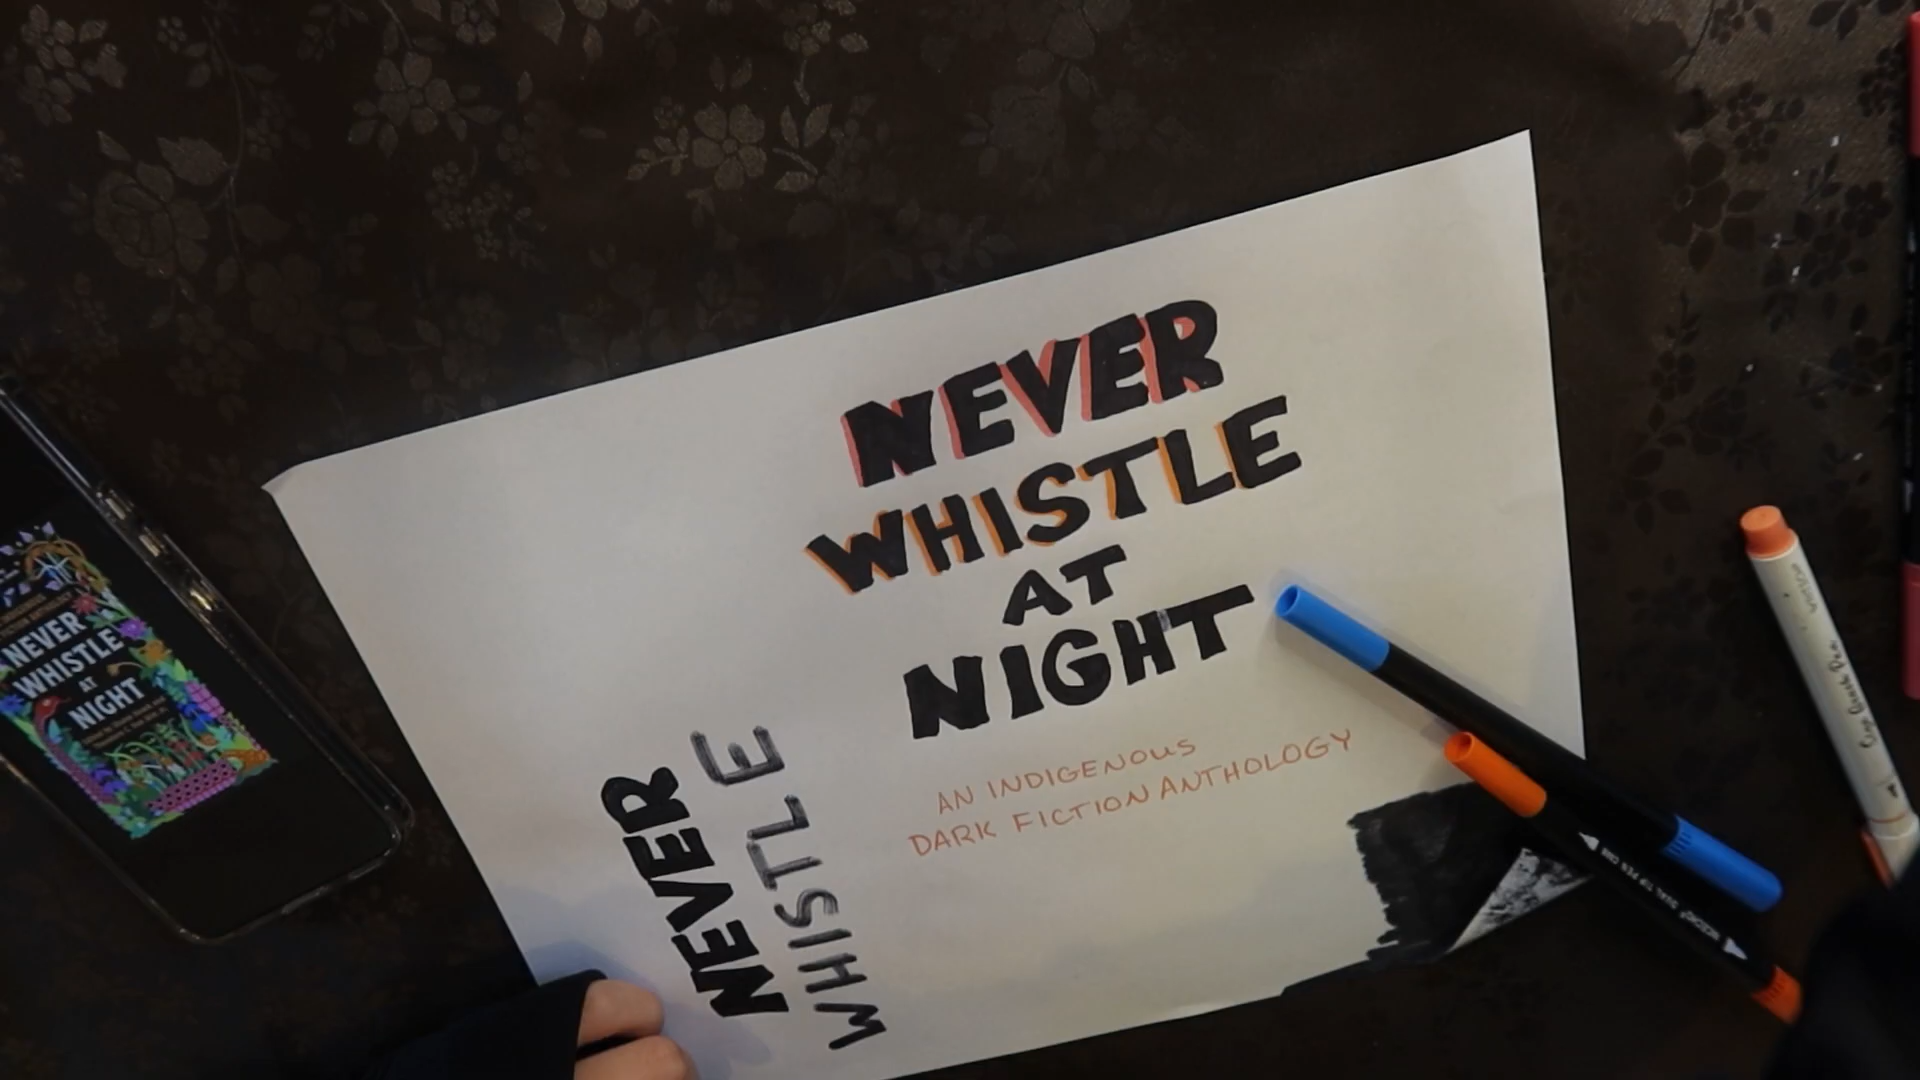 NEVER
WHISTLE
AT
NIGHT
AN INDIGENOUS
DARK FICTION ANTHOLOGY
NEVER
WHISTLE
NEVER
WHISTLE
AT
NIGHT